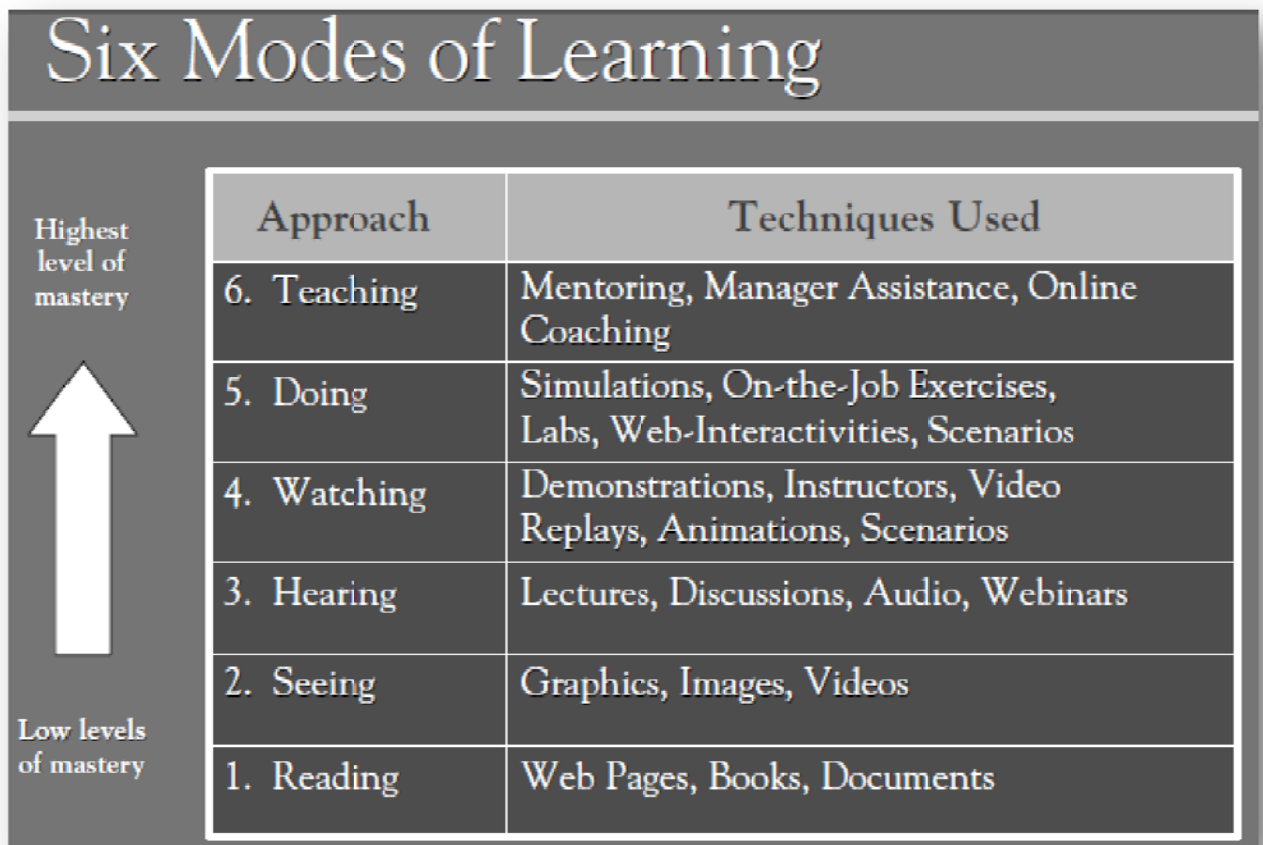 Six Modes of Learning
Approach
Techniques Used
Highest
level of
mastery
6. Teaching
Mentoring, Manager Assistance, Online
Coaching
5. Doing
Simulations, On-the-Job Exercises,
Labs, Web-Interactivities, Scenarios
4. Watching
Demonstrations, Instructors, Video
Replays, Animations, Scenarios
3. Hearing
Lectures, Discussions, Audio, Webinars
2. Seeing
Graphics, Images, Videos
Low levels
of mastery
1. Reading
Web Pages, Books, Documents